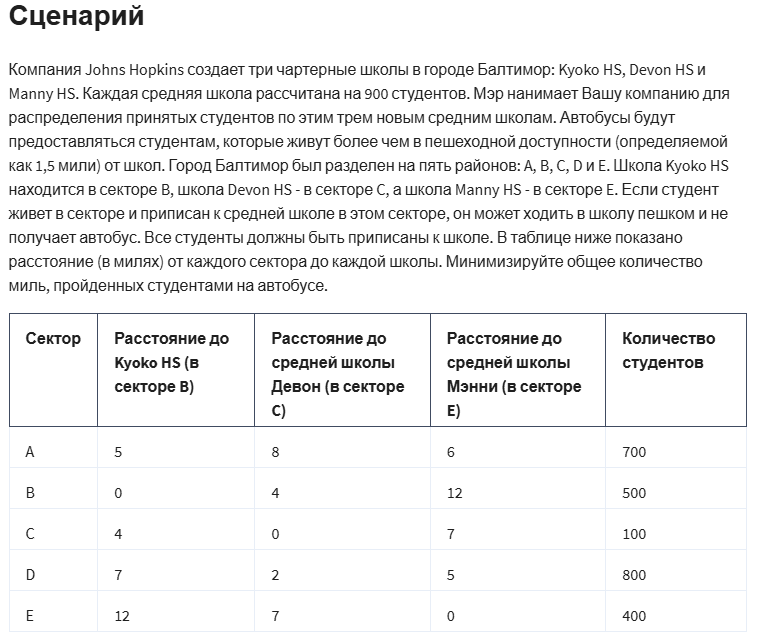 Сценарий
Компания Johns Hopkins создает три чартерные школы в городе Балтимор: Kyoko HS, Devon HS и
Manny HS. Каждая средняя школа рассчитана на 900 студентов. Мэр нанимает Вашу компанию для
распределения принятых студентов по этим трем новым средним школам. Автобусы будут
предоставляться студентам, которые живут более чем в пешеходной доступности (определяемой
как 1,5 мили) от школ. Город Балтимор был разделен на пять районов: A, B, C, D и E. Школа Kyoko HS
находится в секторе B, школа Devon HS - в секторе C, а школа Manny HS - в секторе E. Если студент
живет в секторе и приписан к средней школе в этом секторе, он может ходить в школу пешком и не
получает автобус. Все студенты должны быть приписаны к школе. В таблице ниже показано
расстояние (в милях) от каждого сектора до каждой школы. Минимизируйте общее количество
миль, пройденных студентами на автобусе.
Сектор Расстояние до Расстояние до Расстояние до Количество
Kyoko HS (в средней школы средней школы студентов
секторе B) Девон (в секторе Мэнни (в секторе
C) E)
A 5 8 6 700
B 0 4 12 500
C 4 0 7 100
D 7 2 5 800
E 12 7 0 400